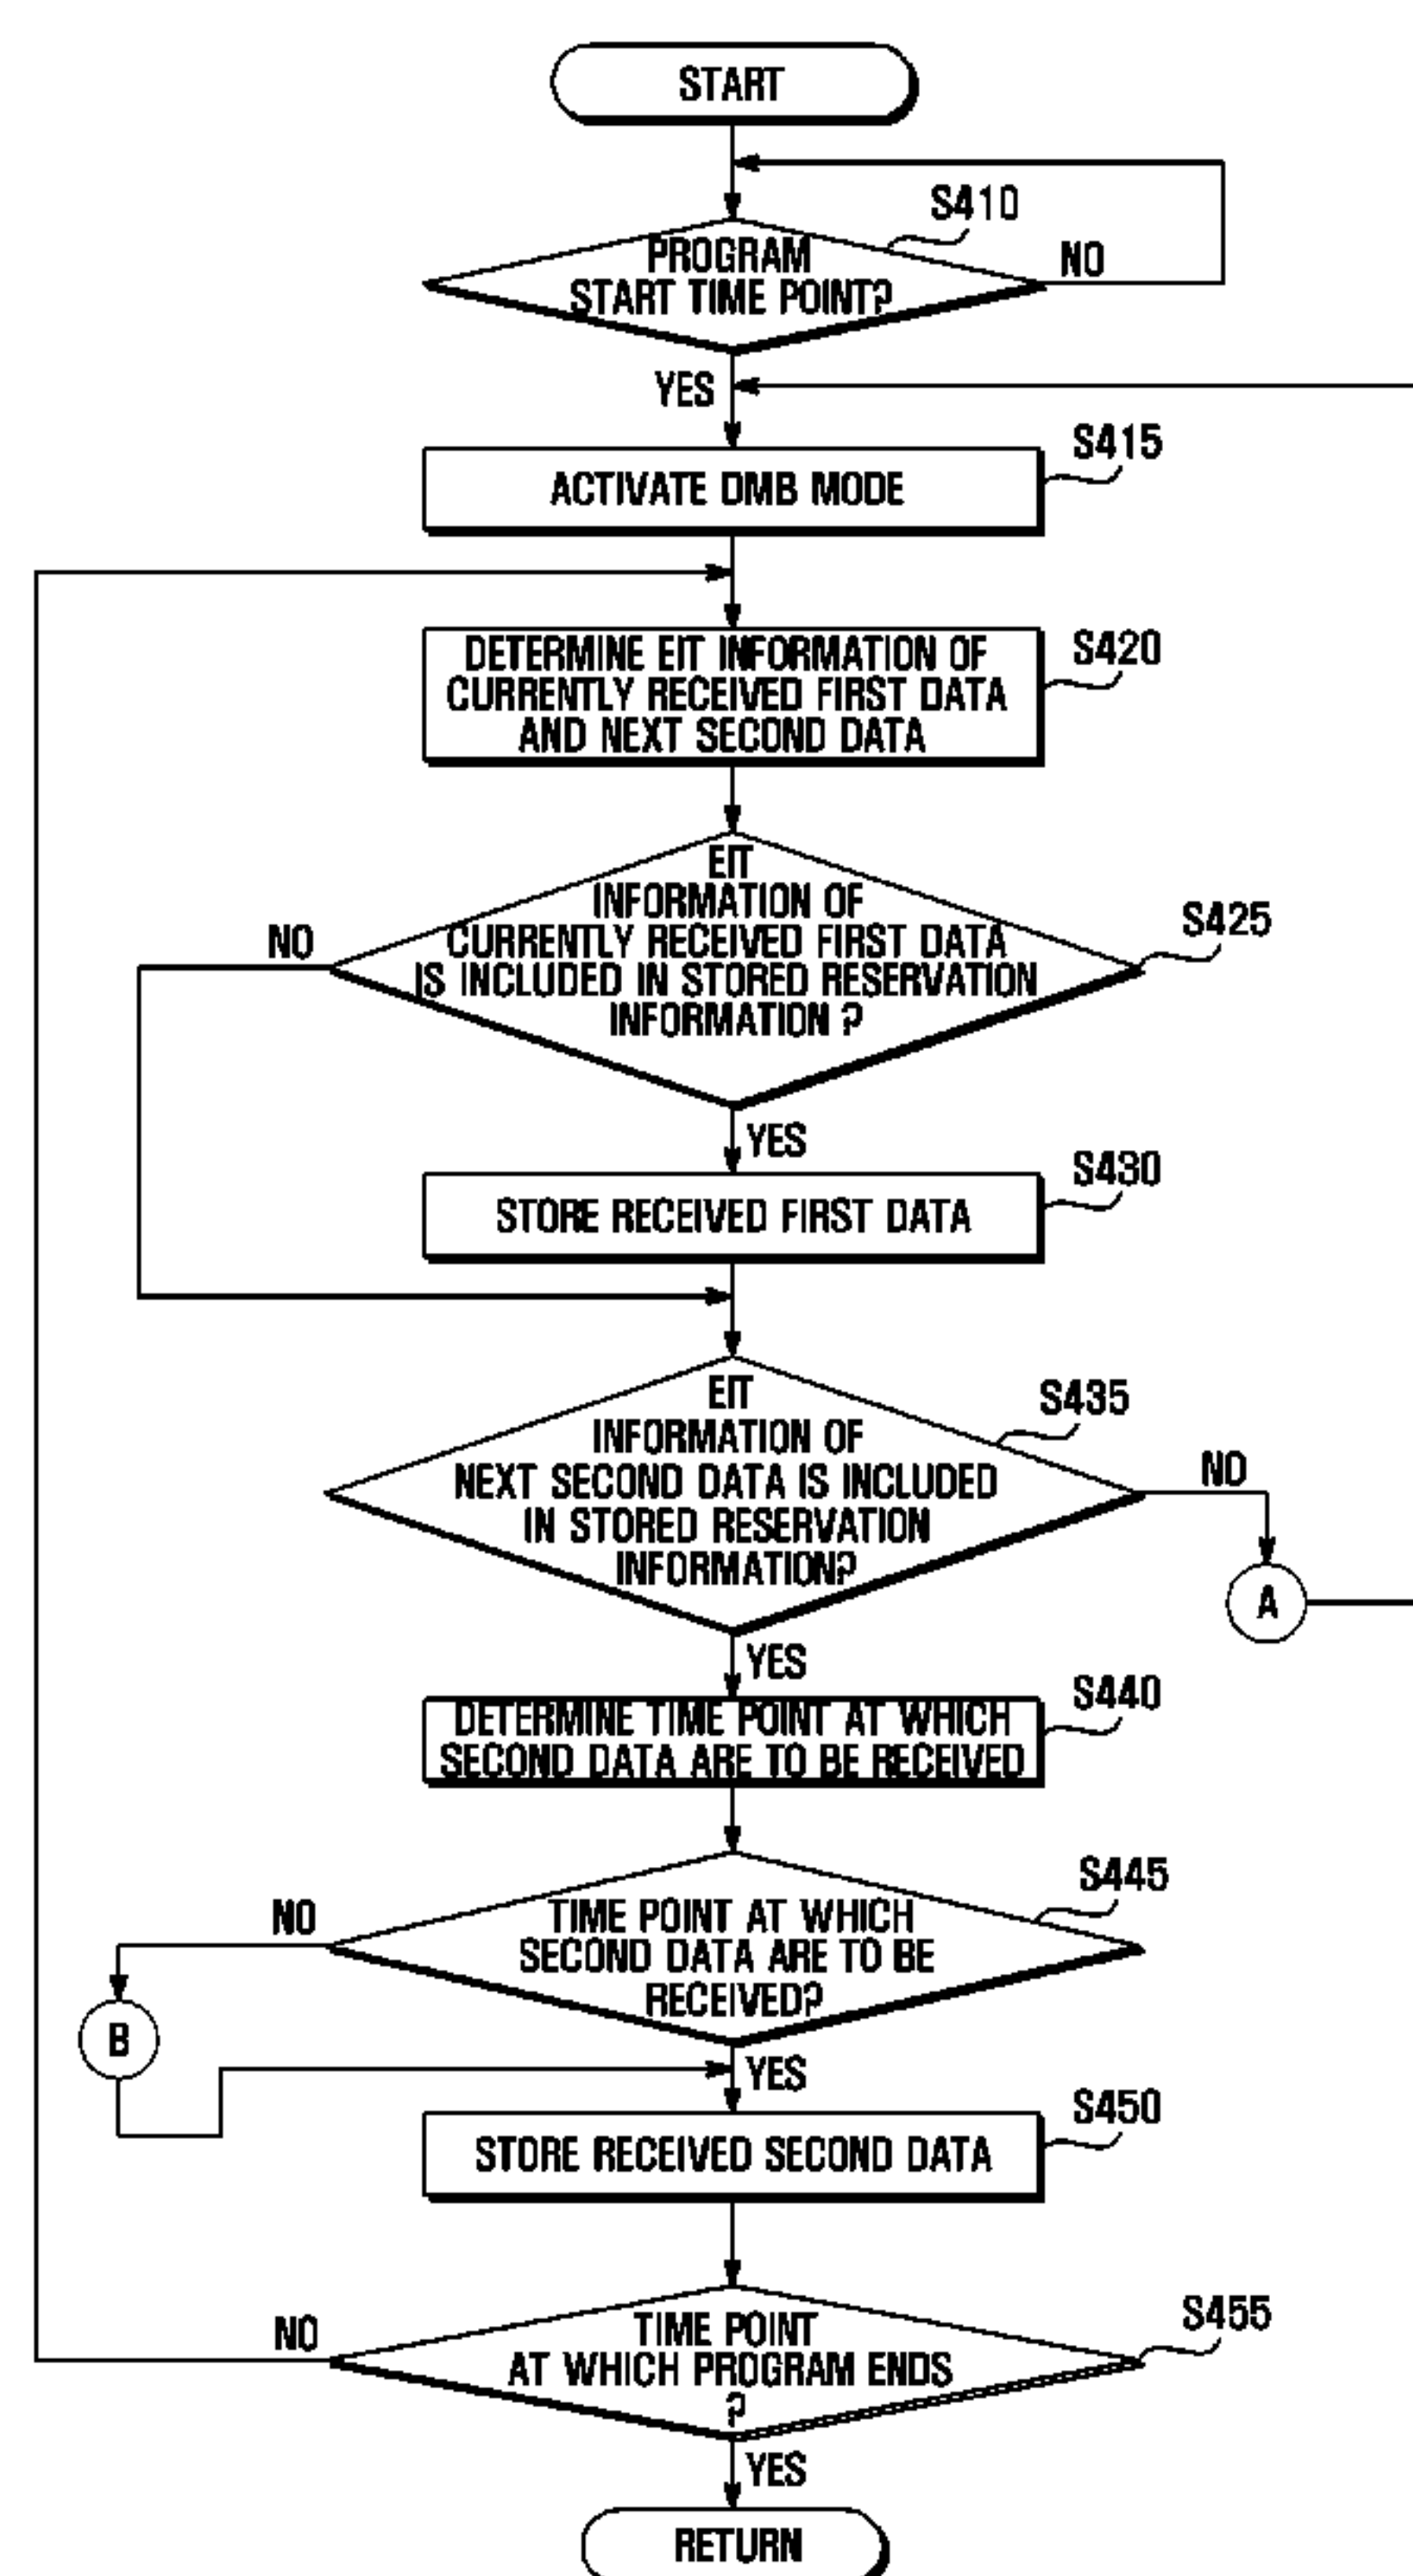 START
S410
PROGRAM
START TIME POINT?
NO
YES
S415
ACTIVATE DMB MODE
S420
DETERMINE EIT INFORMATION OF
CURRENTLY RECEIVED FIRST DATA
AND NEXT SECOND DATA
EIT
INFORMATION OF
CURRENTLY RECEIVED FIRST DATA
IS INCLUDED IN STORED RESERVATION
INFORMATION ?
NO
S425
YES
S430
STORE RECEIVED FIRST DATA
EIT
INFORMATION OF
NEXT SECOND DATA IS INCLUDED
IN STORED RESERVATION
INFORMATION?
S435
NO
A
YES
S440
DETERMINE TIME POINT AT WHICH
SECOND DATA ARE TO BE RECEIVED
S445
NO
TIME POINT AT WHICH
SECOND DATA ARE TO BE
RECEIVED?
B
YES
S450
STORE RECEIVED SECOND DATA
S455
NO
TIME POINT
AT WHICH PROGRAM ENDS
?
YES
RETURN